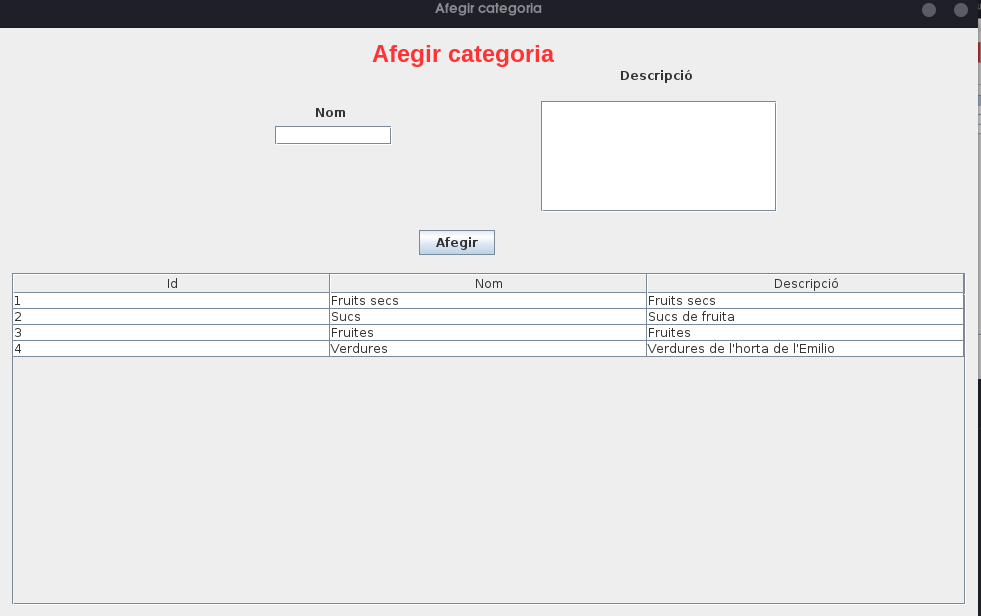 Afegir categoria
Afegir categoria
Descripció
Nom
Afegir
Id Nom Descripció
1 Fruits secs Fruits secs
2 Sucs Sucs de fruita
3 Fruites Fruites
4 Verdures Verdures de l'horta de l'Emilio